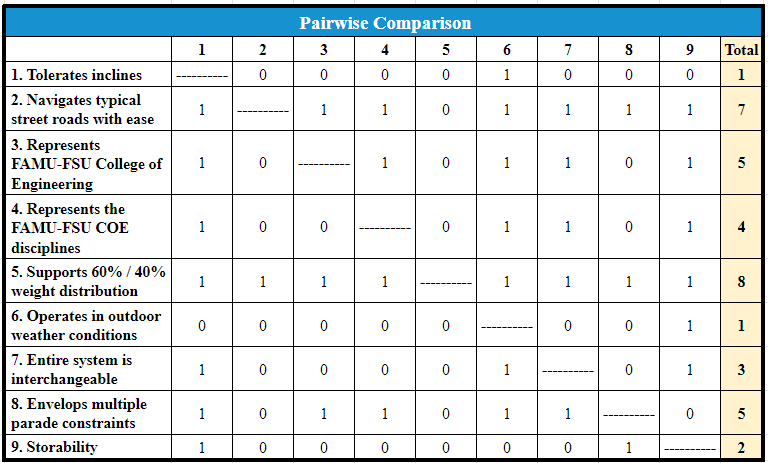 Pairwise Comparison
1 2 3 4 5 6 7 8 9 Total
1. Tolerates inclines ---------- 0 0 0 0 1 0 0 0 1
2. Navigates typical
street roads with ease 1 ---------- 1 1 0 1 1 1 1 7
3. Represents
FAMU-FSU College of
Engineering 1 0 ---------- 1 0 1 1 0 1 5
4. Represents the
FAMU-FSU COE
disciplines 1 0 0 ---------- 0 1 1 0 1 4
5. Supports 60% / 40%
weight distribution 1 1 1 1 ---------- 1 1 1 1 8
6. Operates in outdoor
weather conditions 0 0 0 0 0 ---------- 0 0 1 1
7. Entire system is
interchangeable 1 0 0 0 0 1 ---------- 0 1 3
8. Envelops multiple
parade constraints 1 0 1 1 0 1 1 ---------- 0 5
9. Storability 1 0 0 0 0 0 0 1 ---------- 2